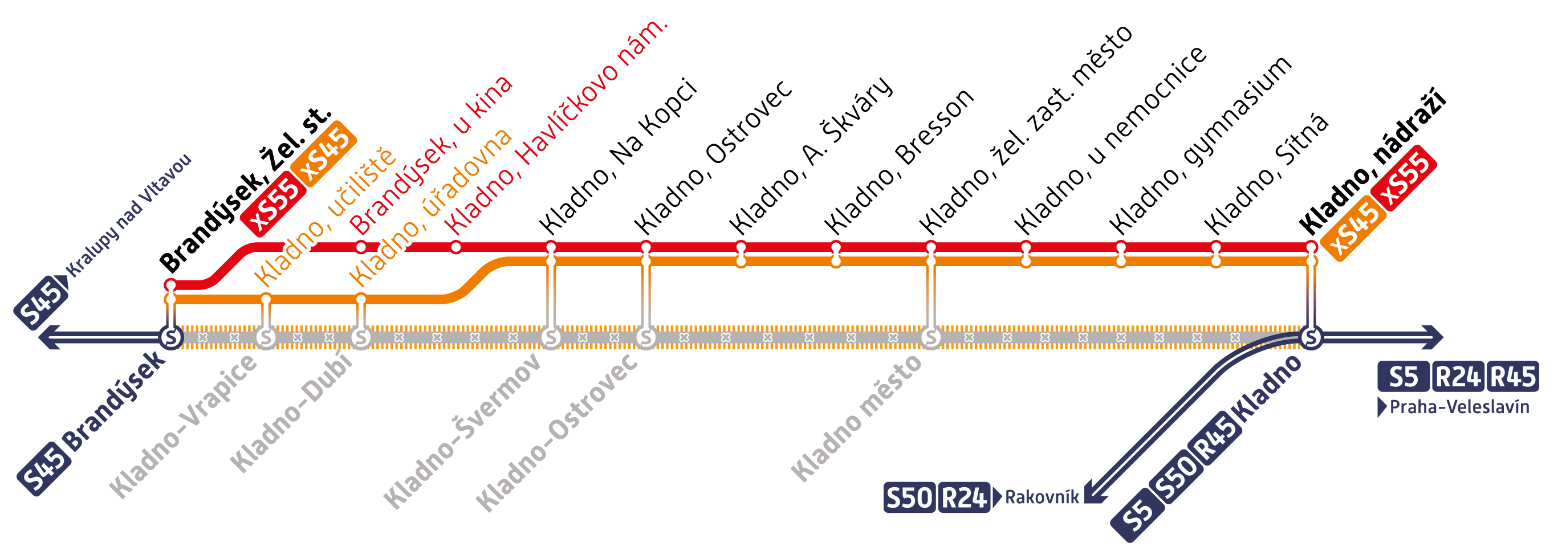 S45 Kralupy nad Vltavou
Brandýsek, Žel. st.
xS55 xS45
Kladno, učiliště
Brandýsek, u kina
Kladno, úřadovna
Kladno, Havlíčkovo nám.
Kladno, Na Kopci
Kladno, Ostrovec
Kladno, A. Škváry
Kladno, Bresson
Kladno, žel. zast. město
Kladno, u nemocnice
Kladno, gymnasium
Kladno, Sítná
Kladno, nádraží
xS45 xS55
S S S S S S S
S45 Brandýsek
Kladno-Vrapice
Kladno-Dubí
Kladno-Švermov
Kladno-Ostrovec
Kladno město
S5 S50 R45 Kladno
S5 R24 R45
Praha-Veleslavín
S50 R24 Rakovník